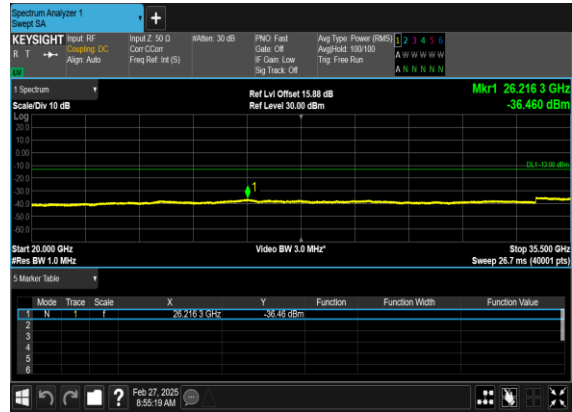 Spectrum Analyzer 1
Swept SA
+
KEYSIGHT Input: RF Input Z: 50 Ω #Atten: 30 dB PNO: Fast Avg Type: Power (RMS) 1 2 3 4 5 6
R T Coupling: DC Corr CCorr Gate: Off Avg|Hold: 100/100 A W W W W W
Align: Auto Freq Ref: Int (S) IF Gain: Low Trig: Free Run
Sig Track: Off A N N N N N
1 Spectrum Ref Lvl Offset 15.88 dB Mkr1 26.216 3 GHz
Scale/Div 10 dB Ref Level 30.00 dBm -36.460 dBm
Log
20.0
10.0
0.00
-10.0
DL1 -13.00 dBm
-20.0
-30.0
1
-40.0
-50.0
-60.0
Start 20.000 GHz Video BW 3.0 MHz* Stop 35.500 GHz
#Res BW 1.0 MHz Sweep 26.7 ms (40001 pts)
5 Marker Table
Mode Trace Scale X Y Function Function Width Function Value
1 N 1 f 26.216 3 GHz -36.46 dBm
2
3
4
5
6
? Feb 27, 2025
8:55:19 AM